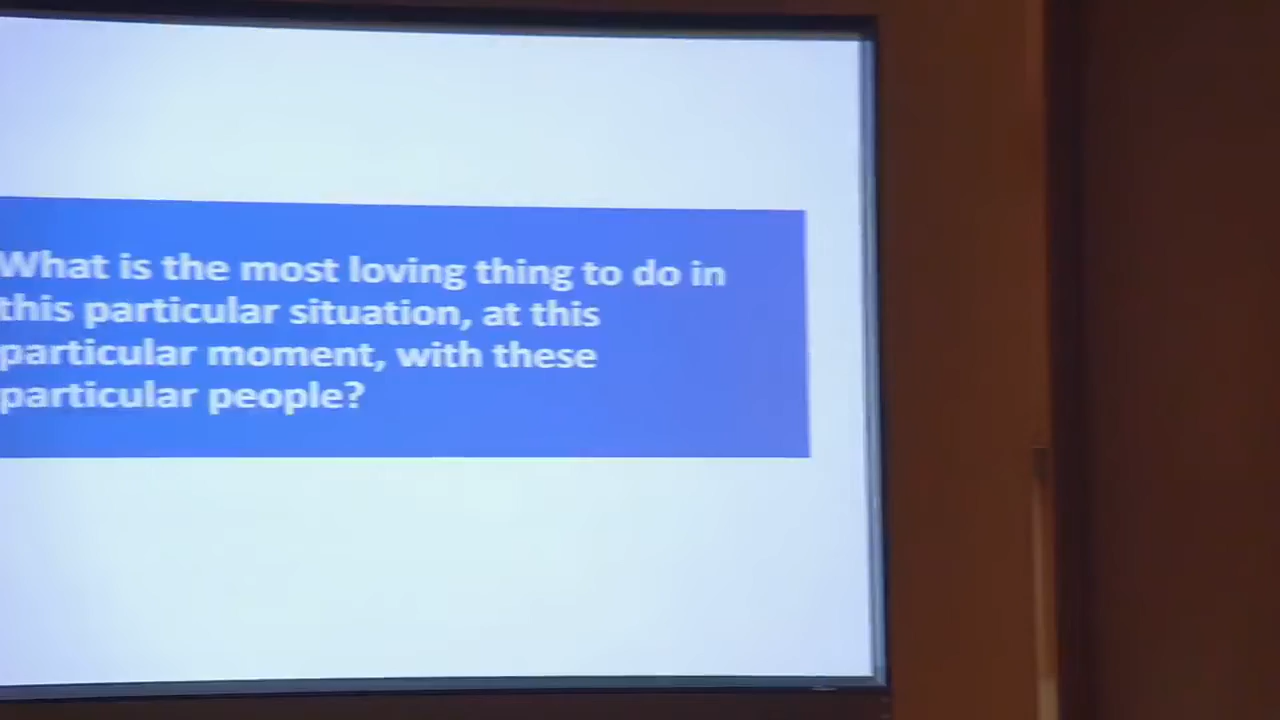 What is the most loving thing to do in
this particular situation, at this
particular moment, with these
particular people?